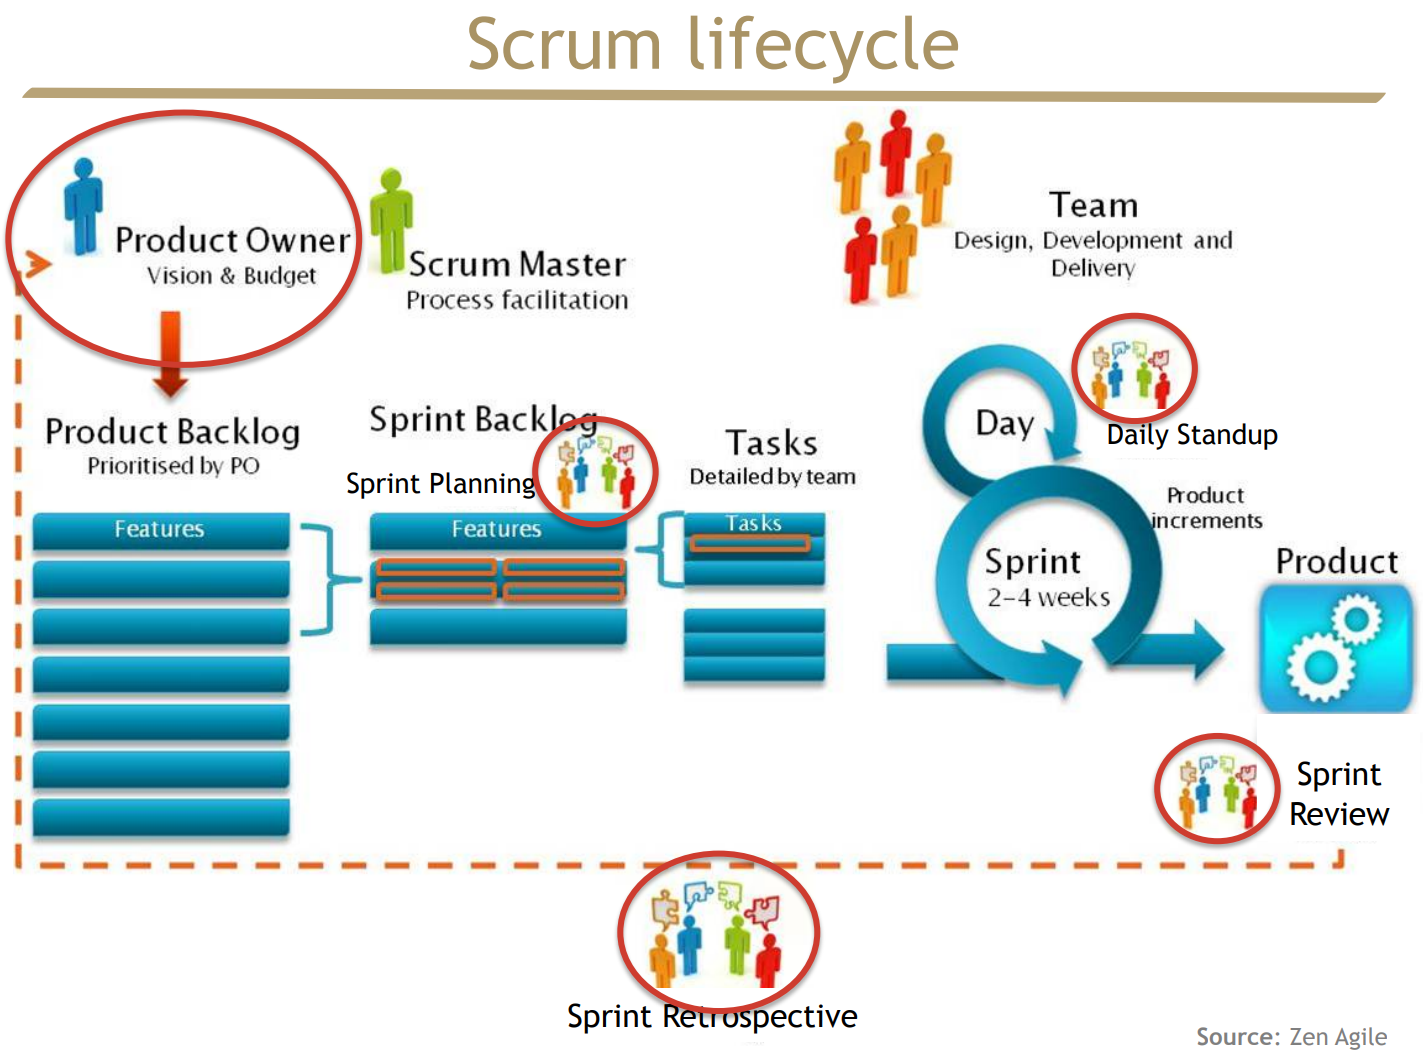 Scrum lifecycle
Product Owner
Vision & Budget
Scrum Master
Process facilitation
Team
Design, Development and
Delivery
Product Backlog
Prioritised by PO
Features
Sprint Backlog
Sprint Planning
Features
Tasks
Detailed by team
Tasks
Day
Daily Standup
Sprint
2-4 weeks
Product
increments
Product
Sprint
Review
Sprint Retrospective
Source: Zen Agile